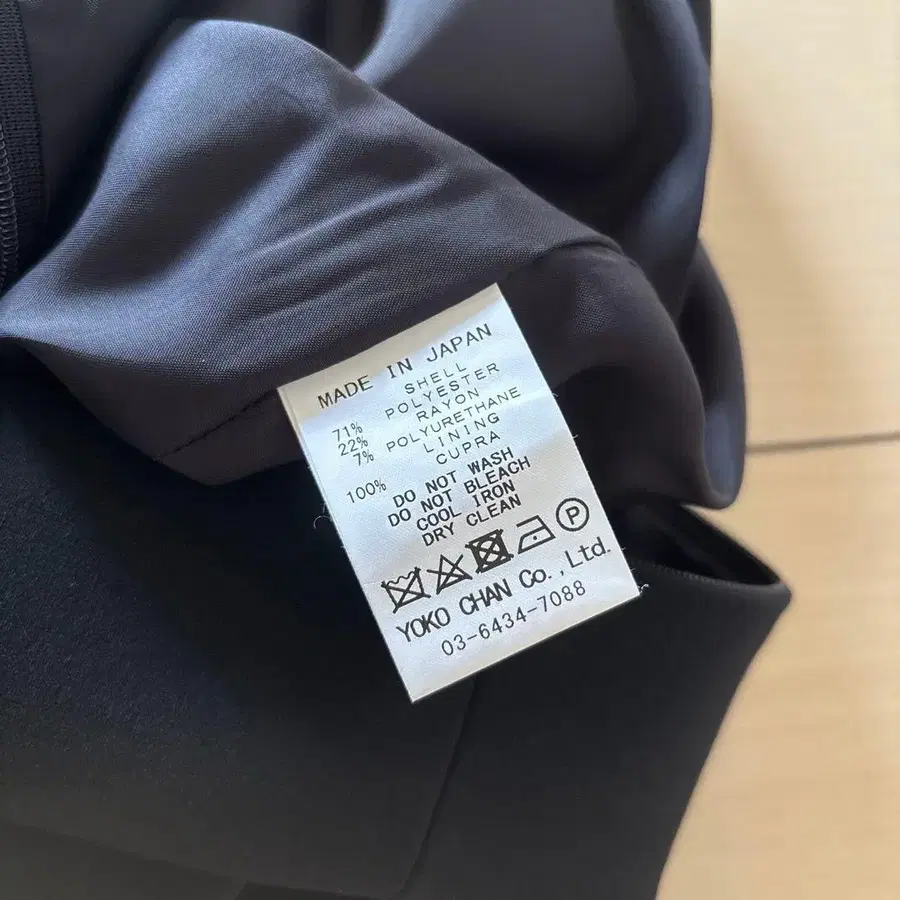 MADE IN JAPAN
SHELL
71% POLYESTER
22% RAYON
7% POLYURETHANE
LINING
100% CUPRA
DO NOT WASH
DO NOT BLEACH
COOL IRON
DRY CLEAN
P
YOKO CHAN Co.,Ltd.
03-6434-7088